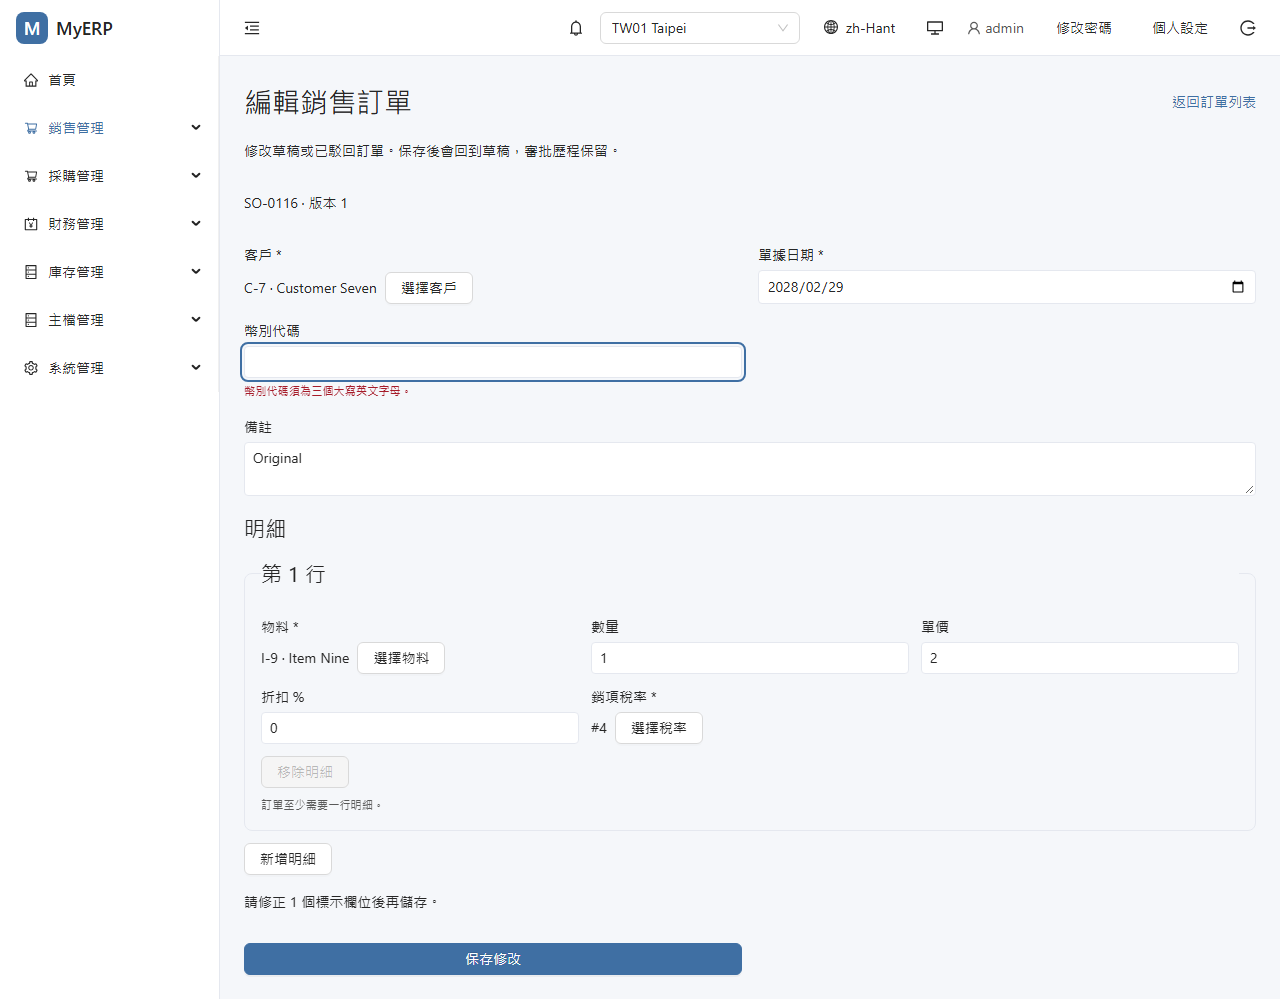 M MyERP
TW01 Taipei
zh-Hant
admin
修改密碼
個人設定
首頁
銷售管理
採購管理
財務管理
庫存管理
主檔管理
系統管理
編輯銷售訂單
返回訂單列表
修改草稿或已駁回訂單。保存後會回到草稿，審批歷程保留。
SO-0116 · 版本 1
客戶 *
C-7 · Customer Seven
選擇客戶
單據日期 *
2028/02/29
幣別代碼
幣別代碼須為三個大寫英文字母。
備註
Original
明細
第 1 行
物料 *
I-9 · Item Nine
選擇物料
數量
1
單價
2
折扣 %
0
銷項稅率 *
#4
選擇稅率
移除明細
訂單至少需要一行明細。
新增明細
請修正 1 個標示欄位後再儲存。
保存修改